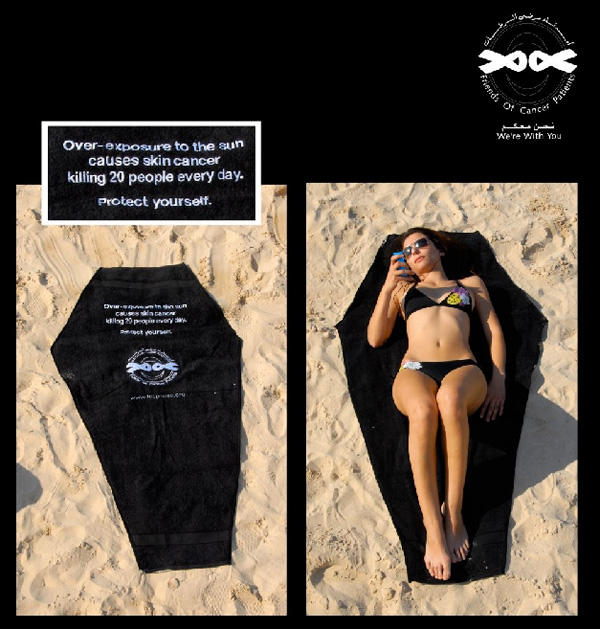 أصدقاء مرضى السرطان
Friends Of Cancer Patients
نحن معكم
We're With You
Over-exposure to the sun
causes skin cancer
killing 20 people every day.
Protect yourself.
Over-exposure to the sun
causes skin cancer
killing 20 people every day.
Protect yourself.